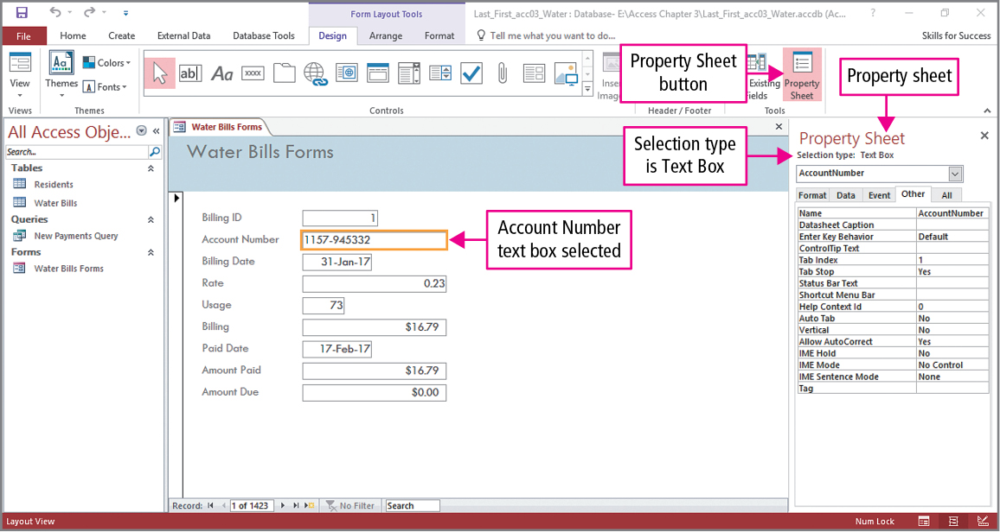 Form Layout Tools
Last_First_acc03_Water : Database- E:\Access Chapter 3\Last_First_acc03_Water.accdb (Ac...
?
File
Home
Create
External Data
Database Tools
Design
Arrange
Format
Tell me what you want to do...
Skills for Success
View
Views
Aa
Themes
Colors
A Fonts
Themes
ab|
Aa
xxxx
Controls
Header / Footer
Existing
Property
Sheet
Tools
Property Sheet
button
Property sheet
All Access Obje... «
Search...
Tables
Residents
Water Bills
Queries
New Payments Query
Forms
Water Bills Forms
Water Bills Forms
Water Bills Forms
Billing ID 1
Account Number 1157-945332
Billing Date 31-Jan-17
Rate 0.23
Usage 73
Billing $16.79
Paid Date 17-Feb-17
Amount Paid $16.79
Amount Due $0.00
Account Number
text box selected
Selection type
is Text Box
Property Sheet
Selection type: Text Box
AccountNumber
Format Data Event Other All
Name AccountNumber
Datasheet Caption
Enter Key Behavior Default
ControlTip Text
Tab Index 1
Tab Stop Yes
Status Bar Text
Shortcut Menu Bar
Help Context Id 0
Auto Tab No
Vertical No
Allow AutoCorrect Yes
IME Hold No
IME Mode No Control
IME Sentence Mode None
Tag
Record: 1 of 1423 No Filter Search
Layout View
Num Lock